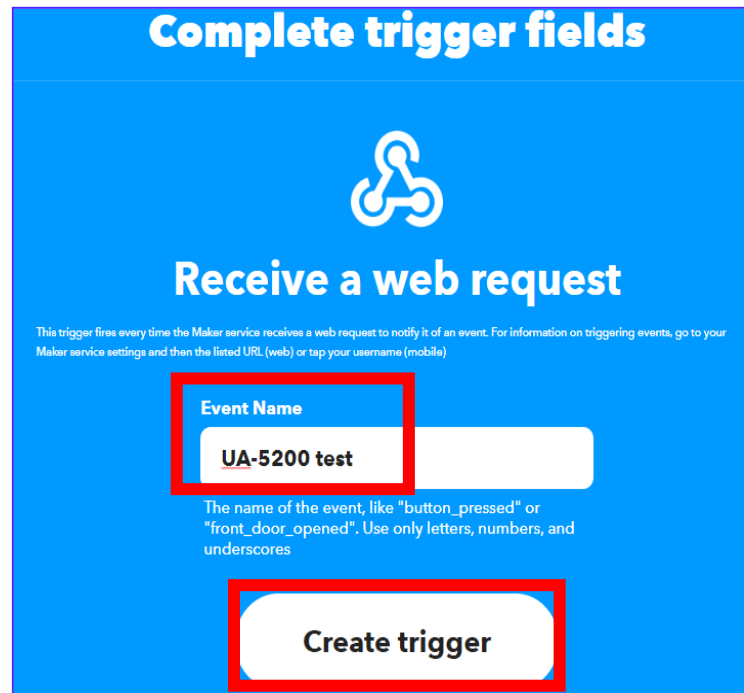 Complete trigger fields
Receive a web request
This trigger fires every time the Maker service receives a web request to notify it of an event. For information on triggering events, go to your
Maker service settings and then the listed URL (web) or tap your username (mobile)
Event Name
UA-5200 test
The name of the event, like "button_pressed" or
"front_door_opened". Use only letters, numbers, and
underscores
Create trigger